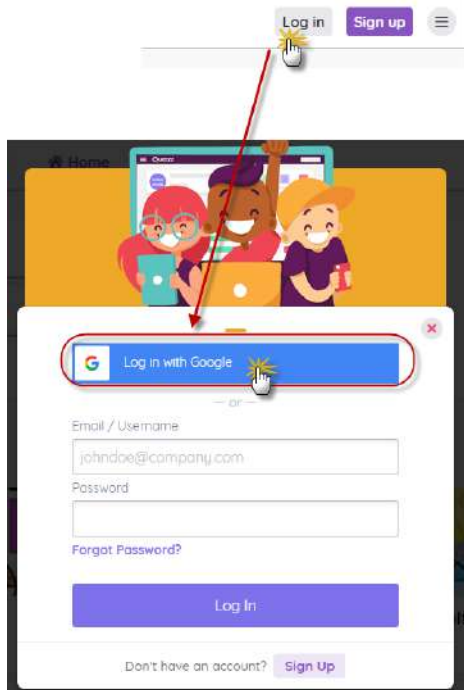 Log in Sign up
Home
Log in with Google
or
Email / Username
johndoe@company.com
Password
Forgot Password?
Log In
Don't have an account? Sign Up